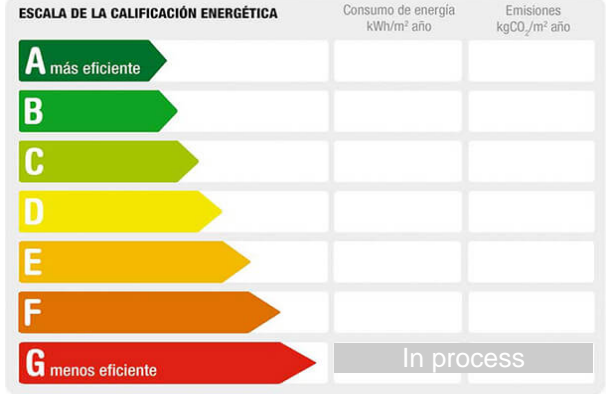 ESCALA DE LA CALIFICACIÓN ENERGÉTICA
Consumo de energía
kWh/m² año
Emisiones
kgCO₂/m² año
A más eficiente
B
C
D
E
F
G menos eficiente
In process